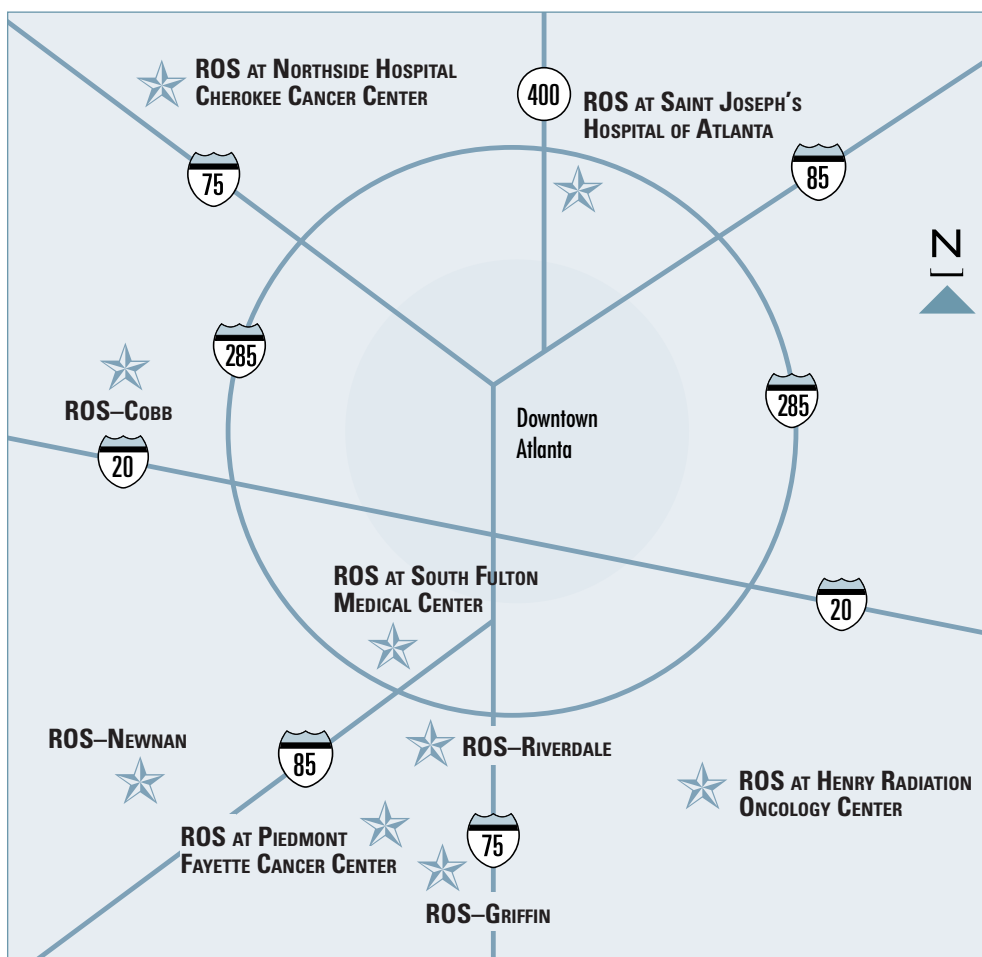 ROS at Northside Hospital
Cherokee Cancer Center
400
ROS at Saint Joseph's
Hospital of Atlanta
75
85
N
285
285
ROS–Cobb
Downtown
Atlanta
20
ROS at South Fulton
Medical Center
20
ROS–Newnan
85
ROS–Riverdale
ROS at Henry Radiation
Oncology Center
ROS at Piedmont
Fayette Cancer Center
75
ROS–Griffin